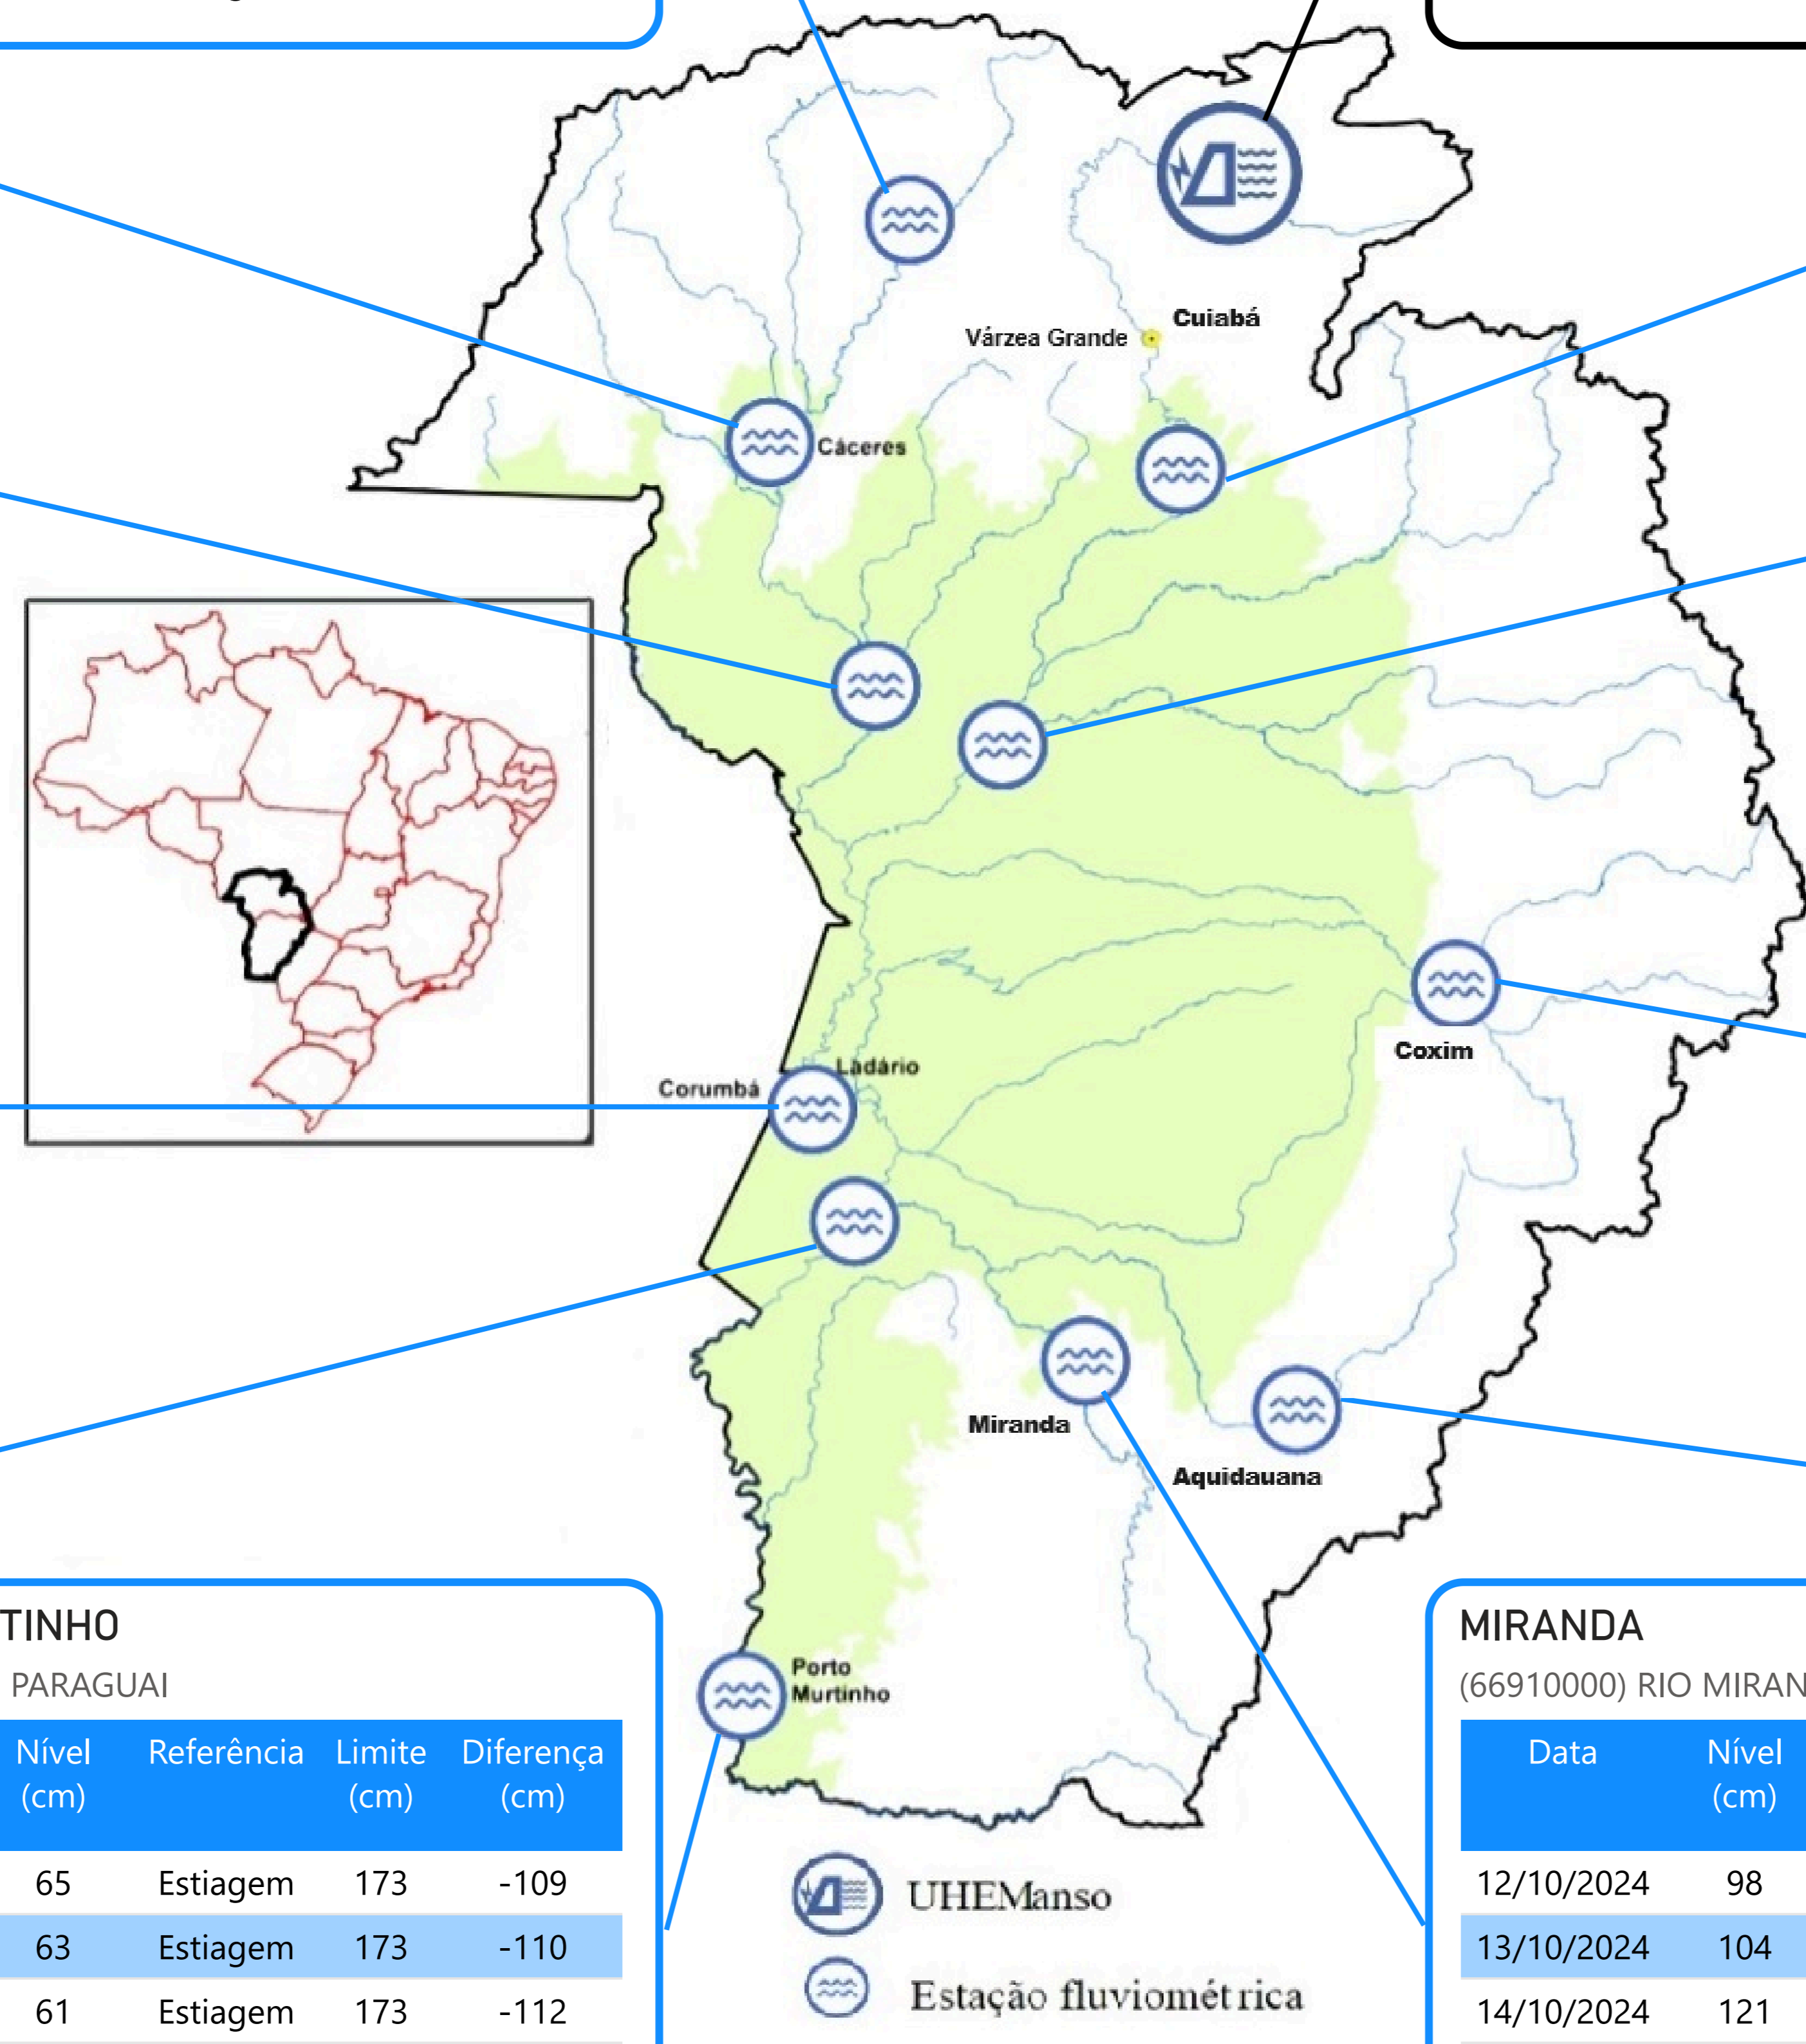 Cuiabá
Várzea Grande
Cáceres
Coxim
Ladário
Corumbá
Miranda
Aquidauana
Porto
Murtinho
TINHO
PARAGUAI
Nível Referência Limite Diferença
(cm) (cm) (cm)
65 Estiagem 173 -109
63 Estiagem 173 -110
61 Estiagem 173 -112
UHEManso
Estação fluviométrica
MIRANDA
(66910000) RIO MIRAN
Data Nível
(cm)
12/10/2024 98
13/10/2024 104
14/10/2024 121